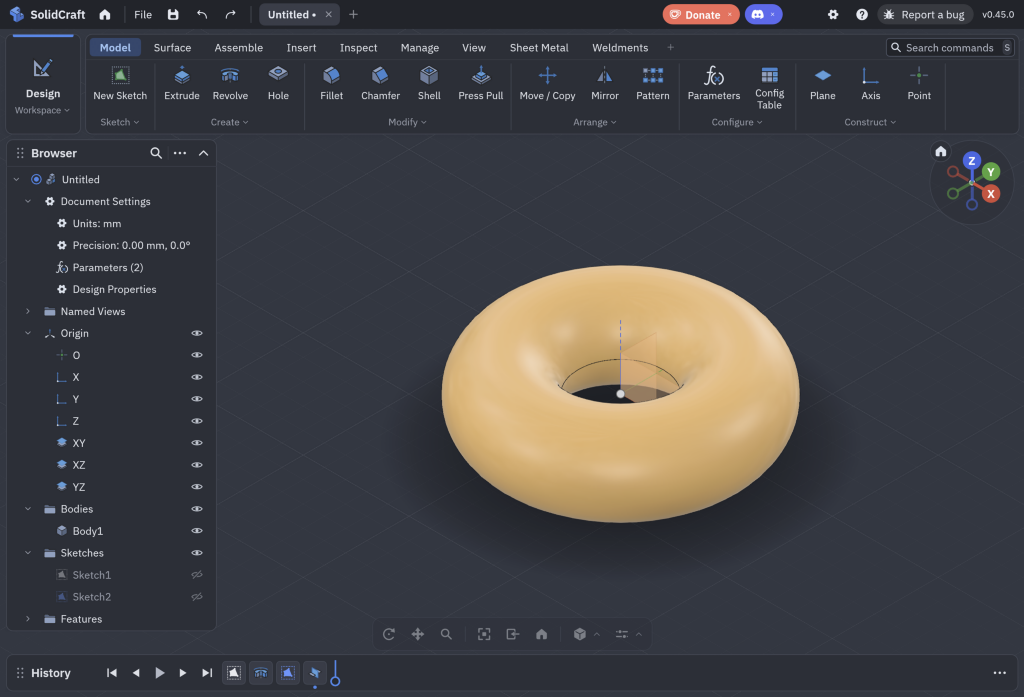 SolidCraft
File
Untitled •
Donate
Report a bug
v0.45.0
Design
Workspace
Model Surface Assemble Insert Inspect Manage View Sheet Metal Weldments
Search commands S
New Sketch
Extrude Revolve Hole
Fillet Chamfer Shell Press Pull
Move / Copy Mirror Pattern
Parameters Config Table
Plane Axis Point
Sketch Create Modify Arrange Configure Construct
Browser
Untitled
Document Settings
Units: mm
Precision: 0.00 mm, 0.0°
Parameters (2)
Design Properties
Named Views
Origin
O
X
Y
Z
XY
XZ
YZ
Bodies
Body1
Sketches
Sketch1
Sketch2
Features
Z
Y
X
History